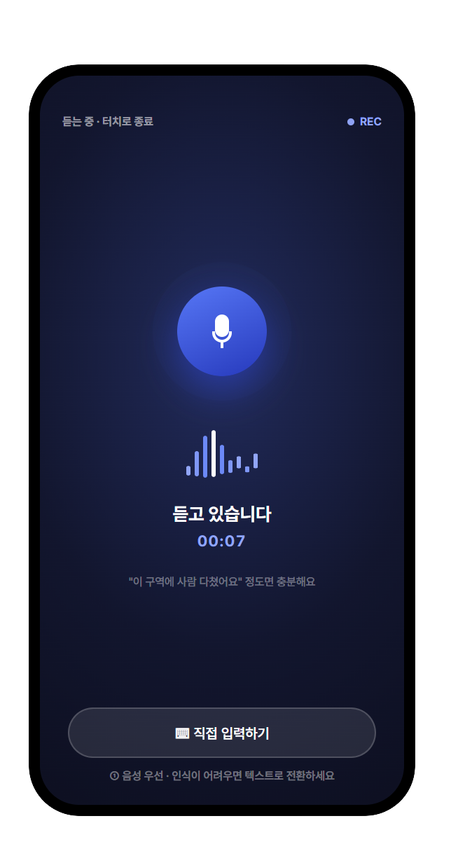 듣는 중 · 터치로 종료
REC
듣고 있습니다
00:07
"이 구역에 사람 다쳤어요" 정도면 충분해요
직접 입력하기
① 음성 우선 · 인식이 어려우면 텍스트로 전환하세요